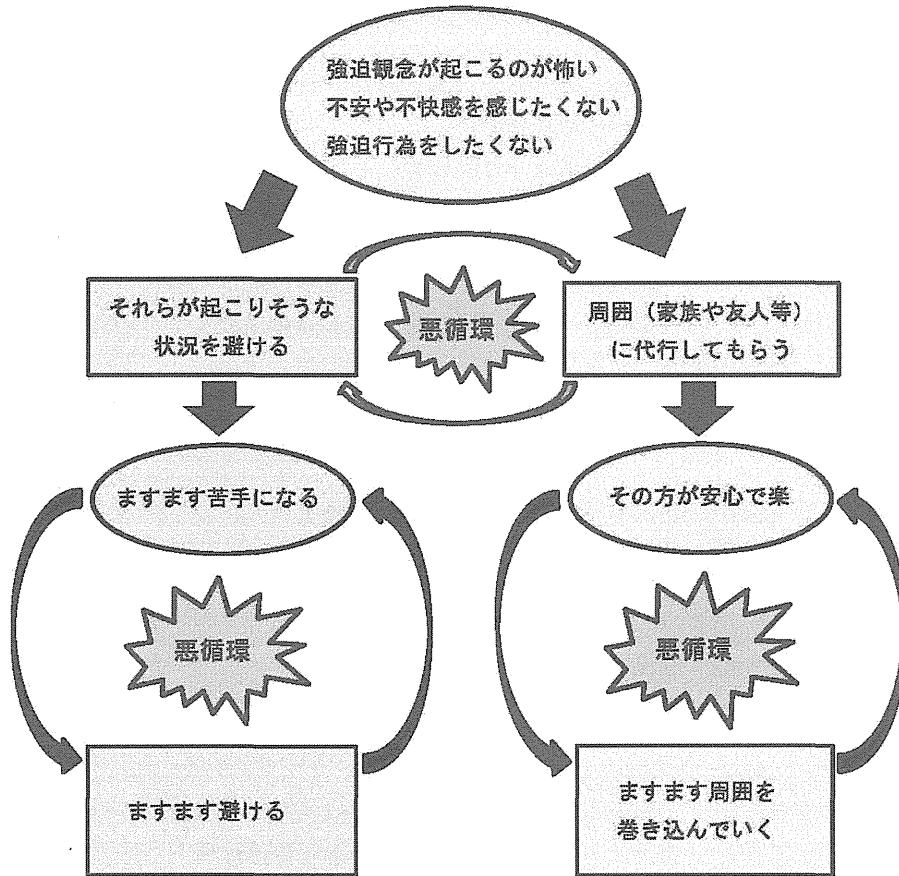 強迫観念が起こるのが怖い
不安や不快感を感じたくない
強迫行為をしたくない
それらが起こりそうな
状況を避ける
悪循環
周囲（家族や友人等）
に代行してもらう
ますます苦手になる
その方が安心で楽
悪循環
悪循環
ますます避ける
ますます周囲を
巻き込んでいく